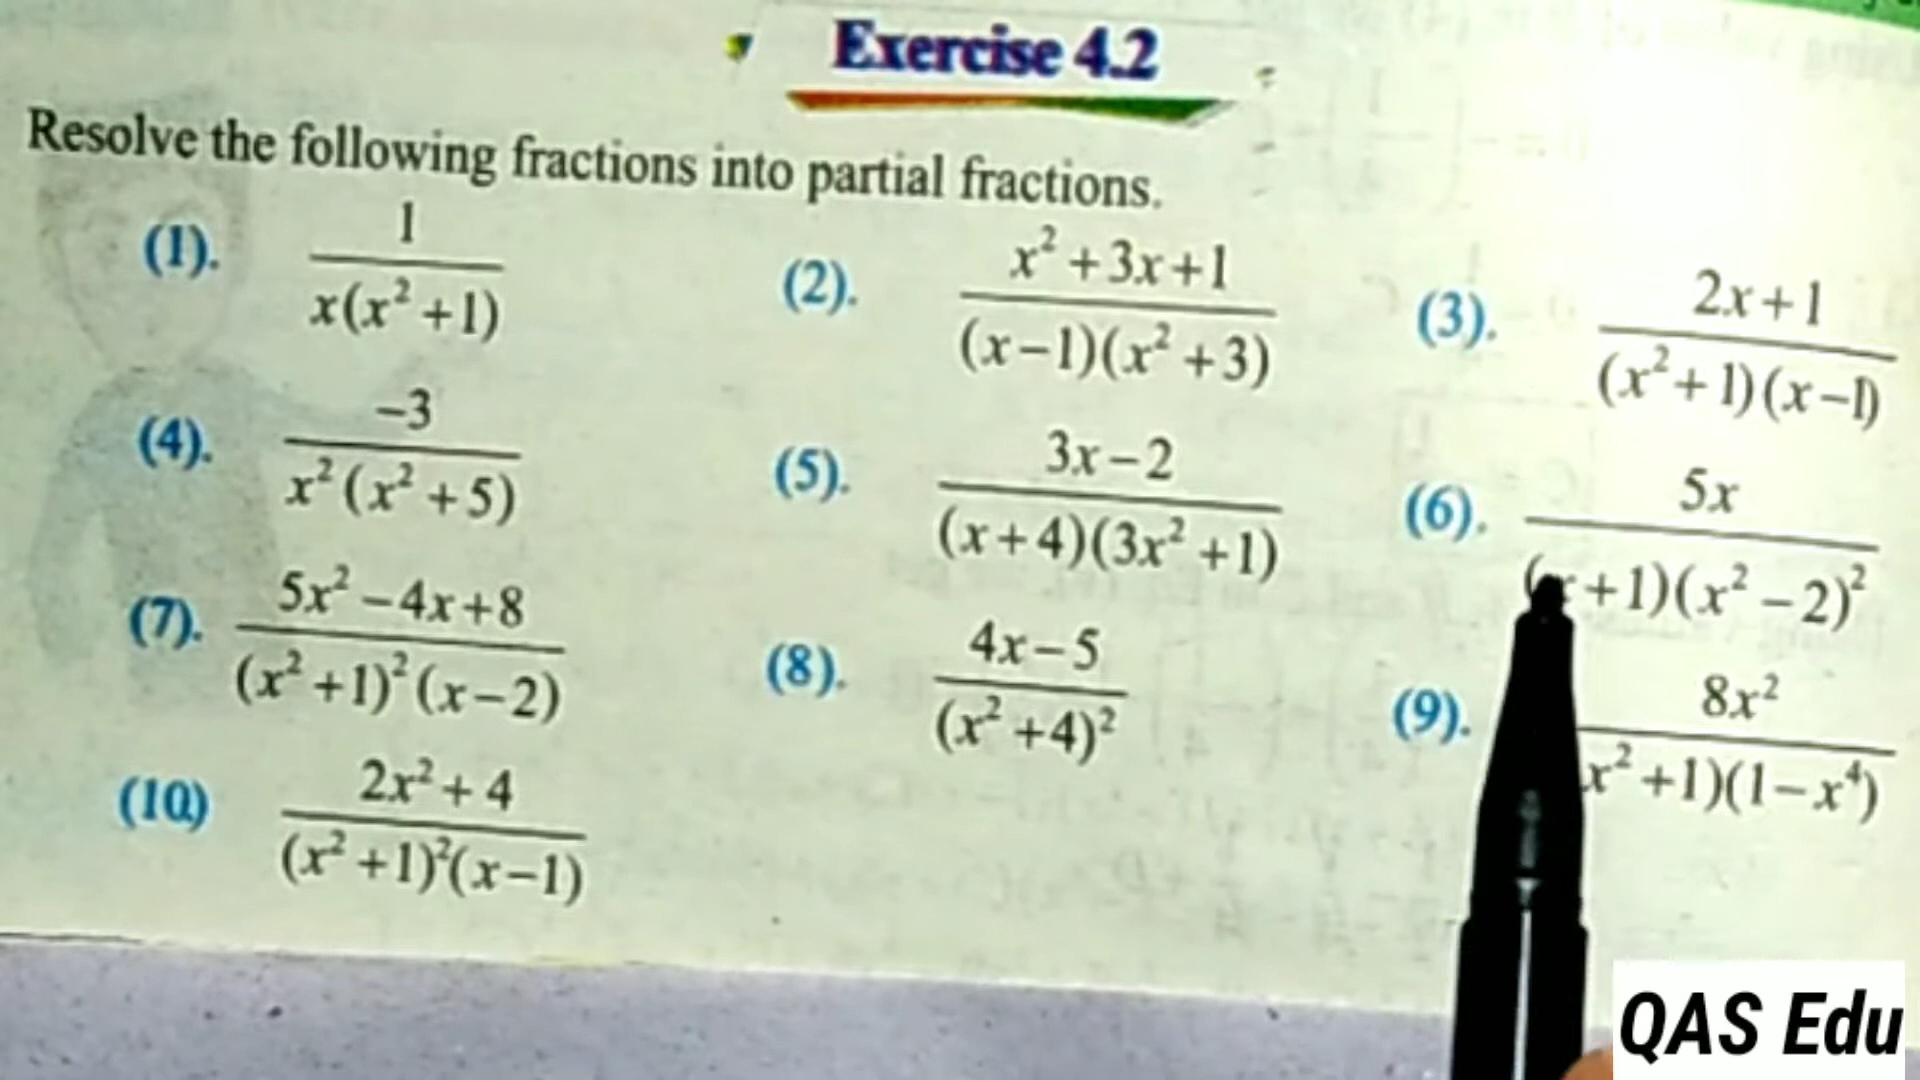 Exercise 4.2
Resolve the following fractions into partial fractions.
(1). 1 / x(x² +1)
(2). x² +3x+1 / (x−1)(x² +3)
(3). 2x+1 / (x²+1)(x−1)
(4). −3 / x² (x² +5)
(5). 3x−2 / (x+4)(3x² +1)
(6). 5x / (x+1)(x² −2)²
(7). 5x² −4x+8 / (x² +1)² (x−2)
(8). 4x−5 / (x² +4)²
(9). 8x² / x² +1)(1−x⁴)
(10) 2x² + 4 / (x² +1)²(x−1)
QAS Edu